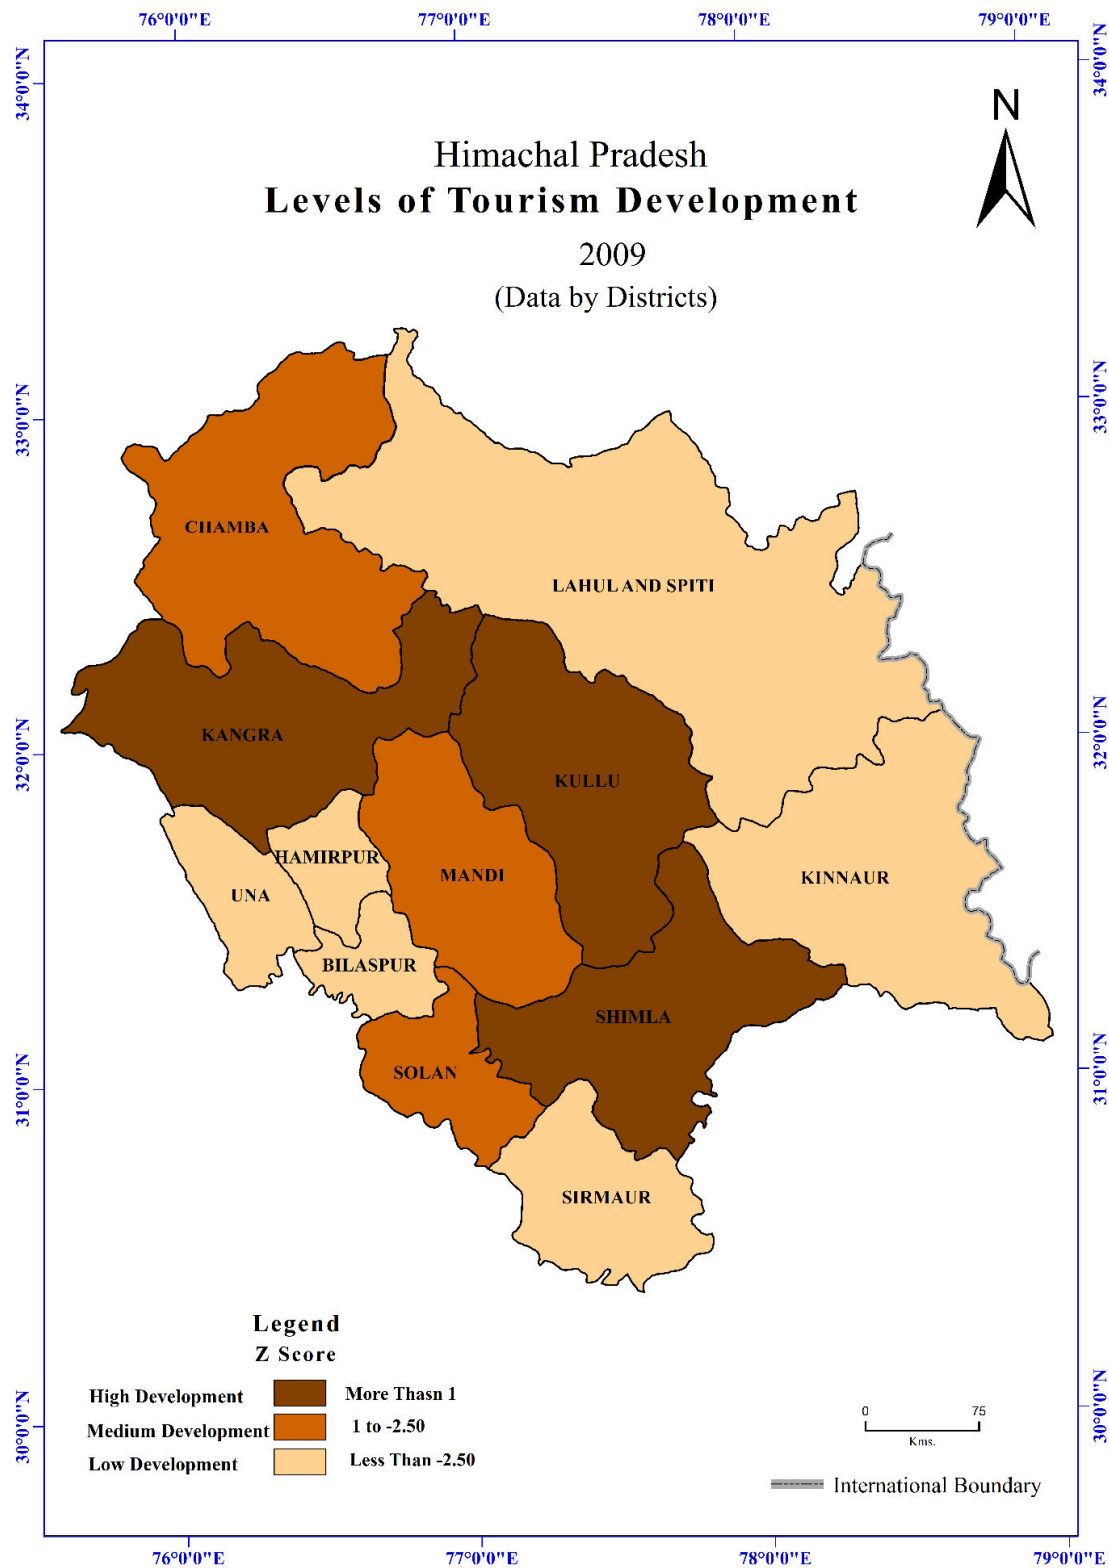 76°0'0"E 77°0'0"E 78°0'0"E 79°0'0"E
34°0'0"N
34°0'0"N
N
Himachal Pradesh
Levels of Tourism Development
2009
(Data by Districts)
33°0'0"N
33°0'0"N
CHAMBA
LAHUL AND SPITI
KANGRA
32°0'0"N
32°0'0"N
KULLU
HAMIRPUR
MANDI
KINNAUR
UNA
BILASPUR
SHIMLA
SOLAN
31°0'0"N
31°0'0"N
SIRMAUR
Legend
Z Score
High Development More Thasn 1
Medium Development 1 to -2.50
Low Development Less Than -2.50
30°0'0"N
30°0'0"N
0 75
Kms.
International Boundary
76°0'0"E 77°0'0"E 78°0'0"E 79°0'0"E